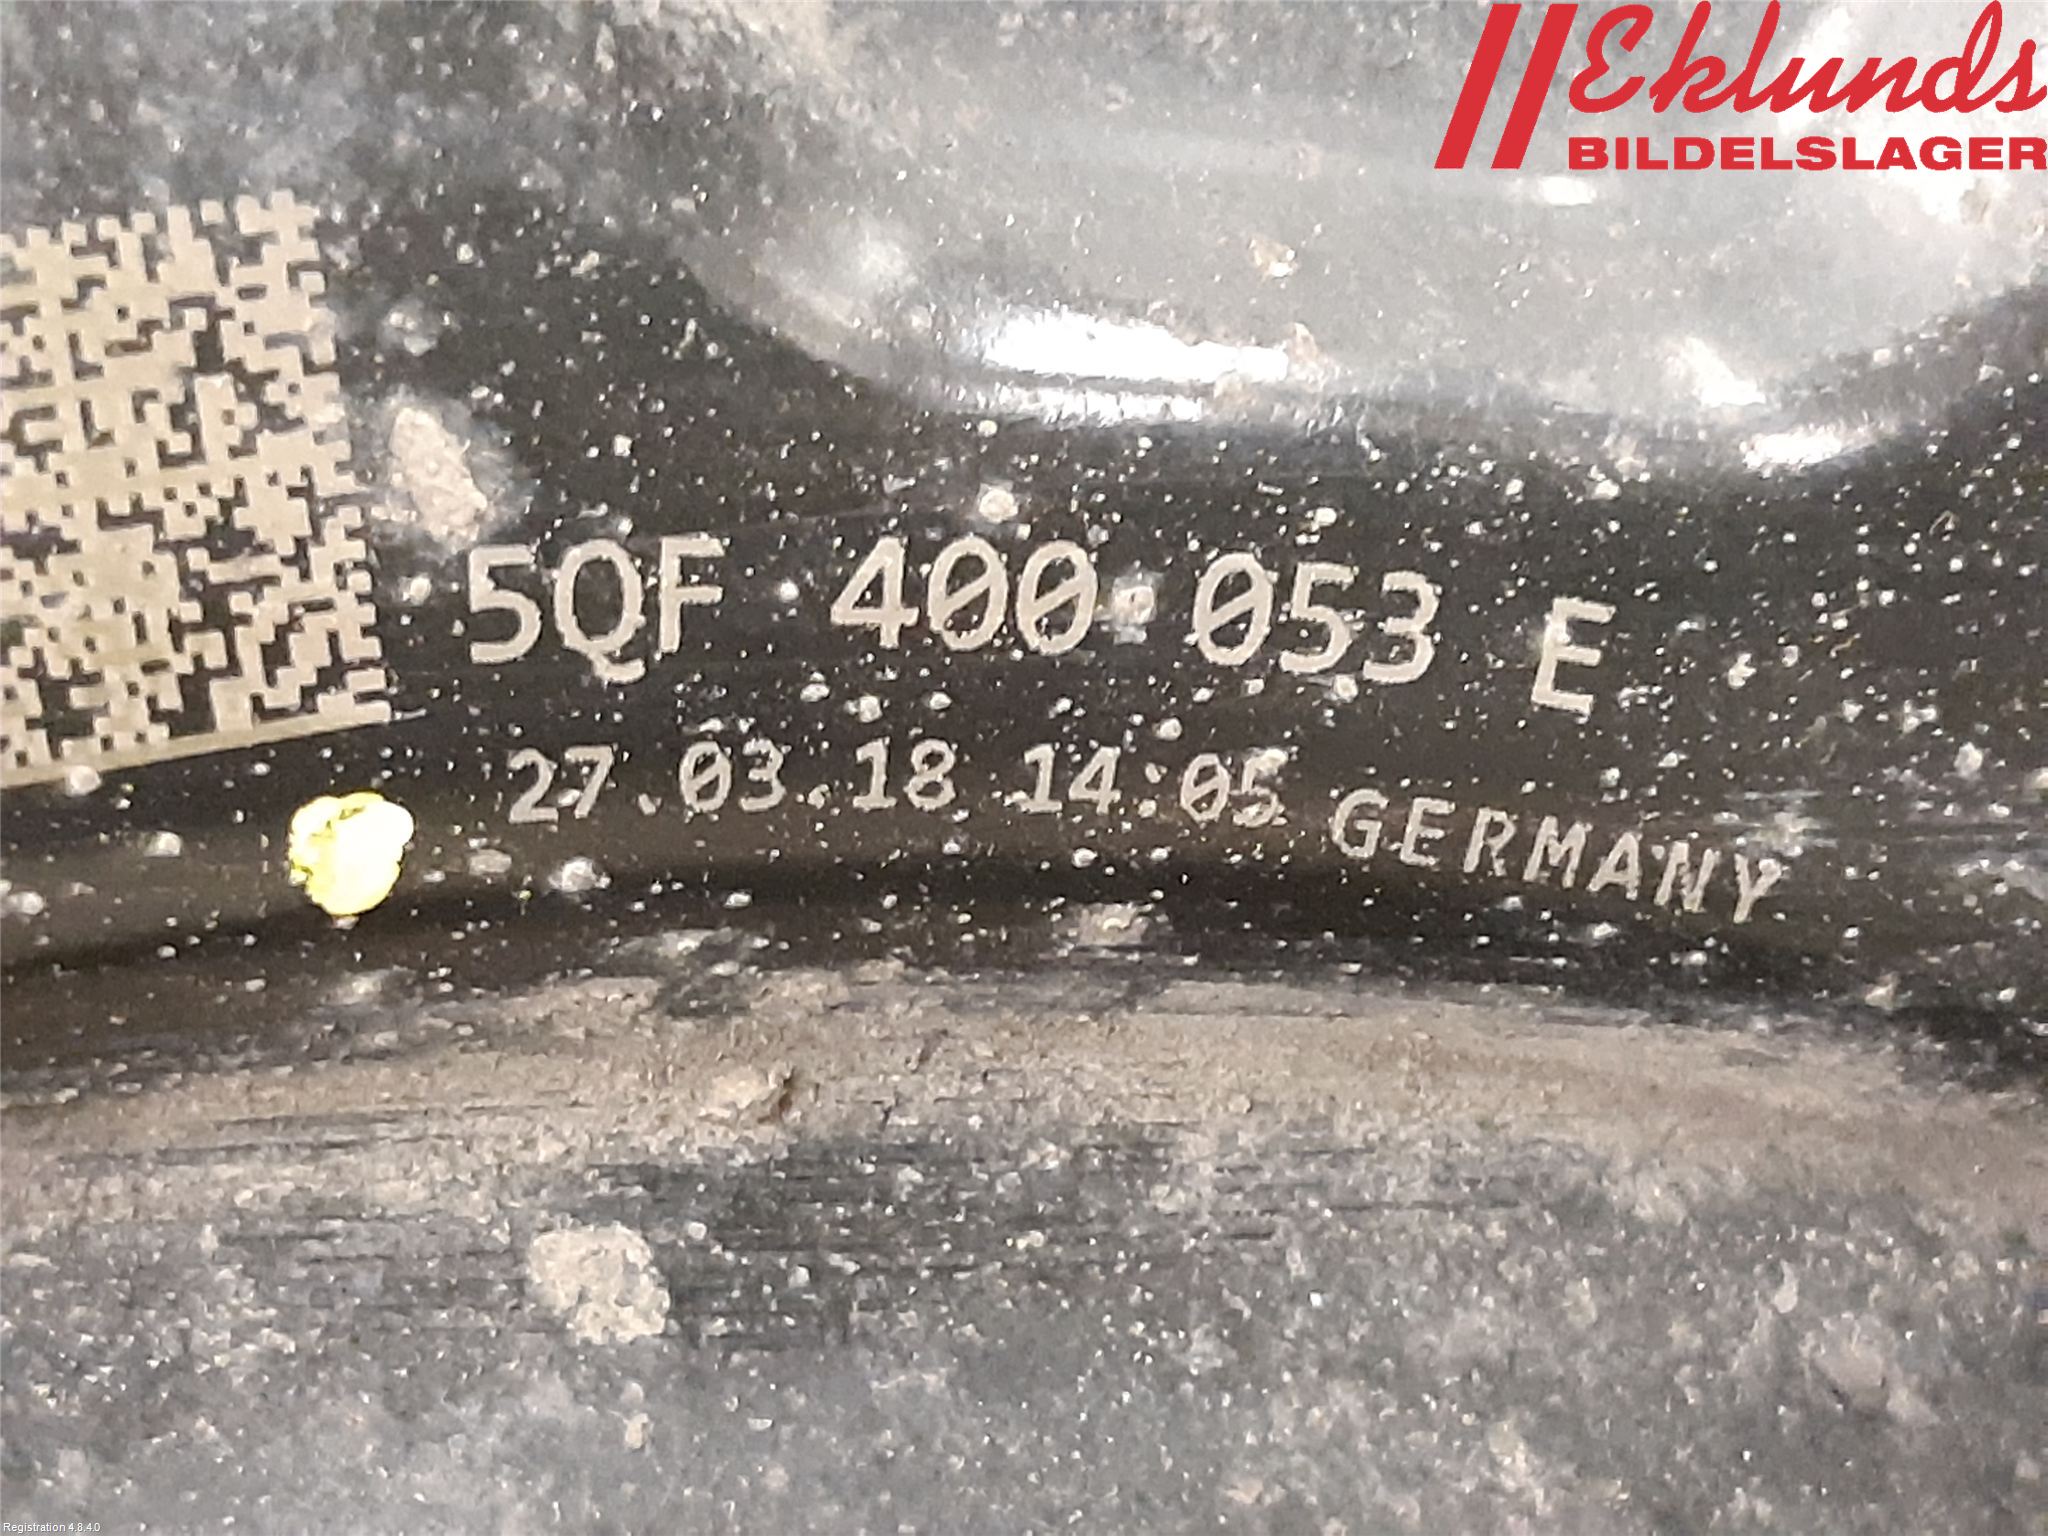 Eklunds
BILDELSLAGER
5QF 400 053 E
27.03.18 14:05 GERMANY
Registration 4.8.4.0